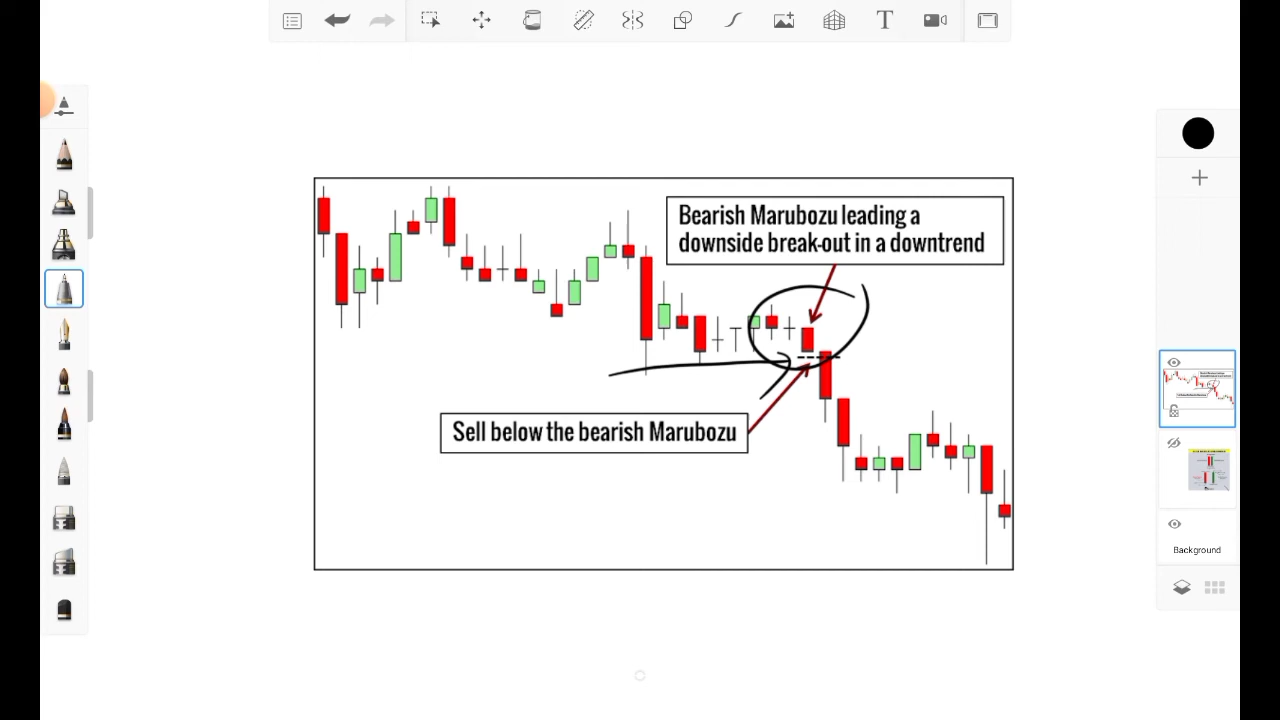 T
Bearish Marubozu leading a
downside break-out in a downtrend
Sell below the bearish Marubozu
Background